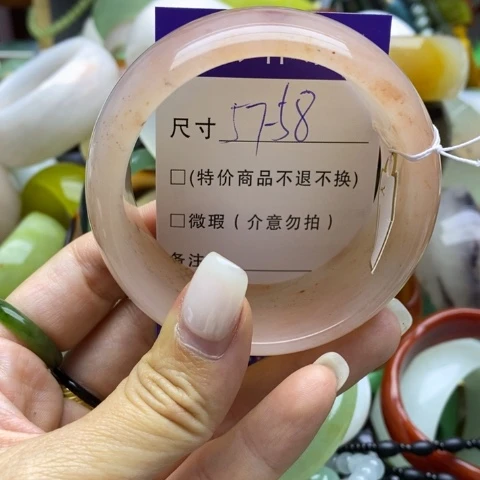 尺寸 57-58
□(特价商品不退不换)
□微瑕(介意勿拍)
备注